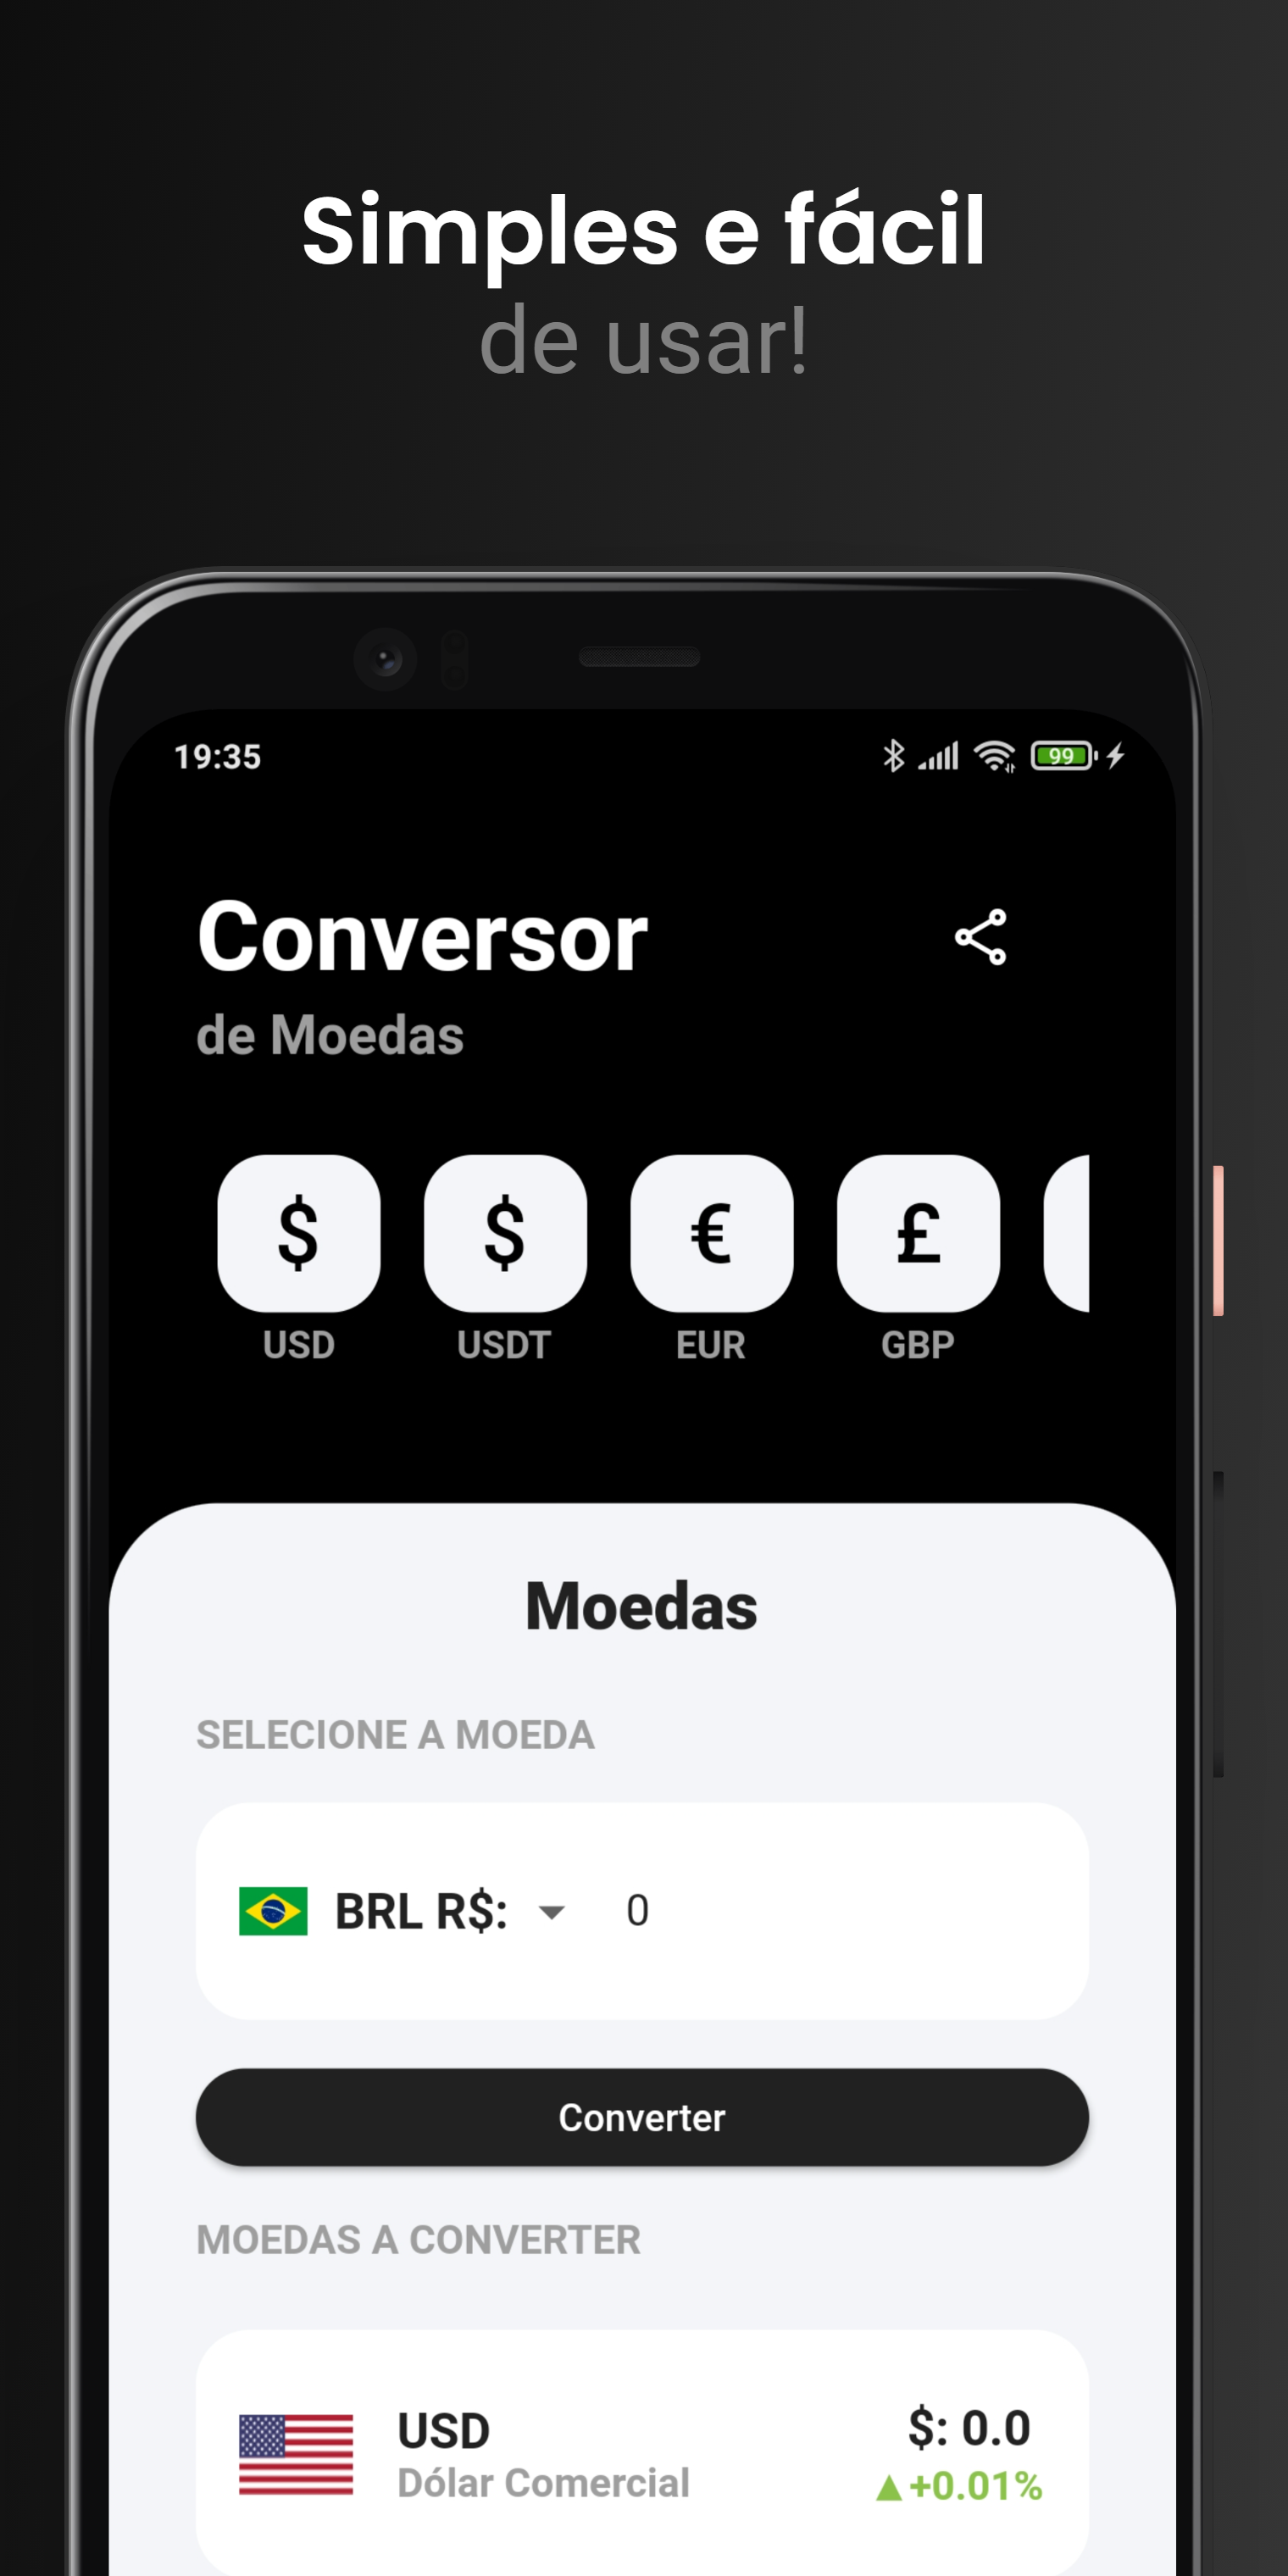 Simples e fácil
de usar!
19:35
99
Conversor
de Moedas
$ $ € £
USD USDT EUR GBP
Moedas
SELECIONE A MOEDA
BRL R$: 0
Converter
MOEDAS A CONVERTER
USD $: 0.0
Dólar Comercial ▲+0.01%